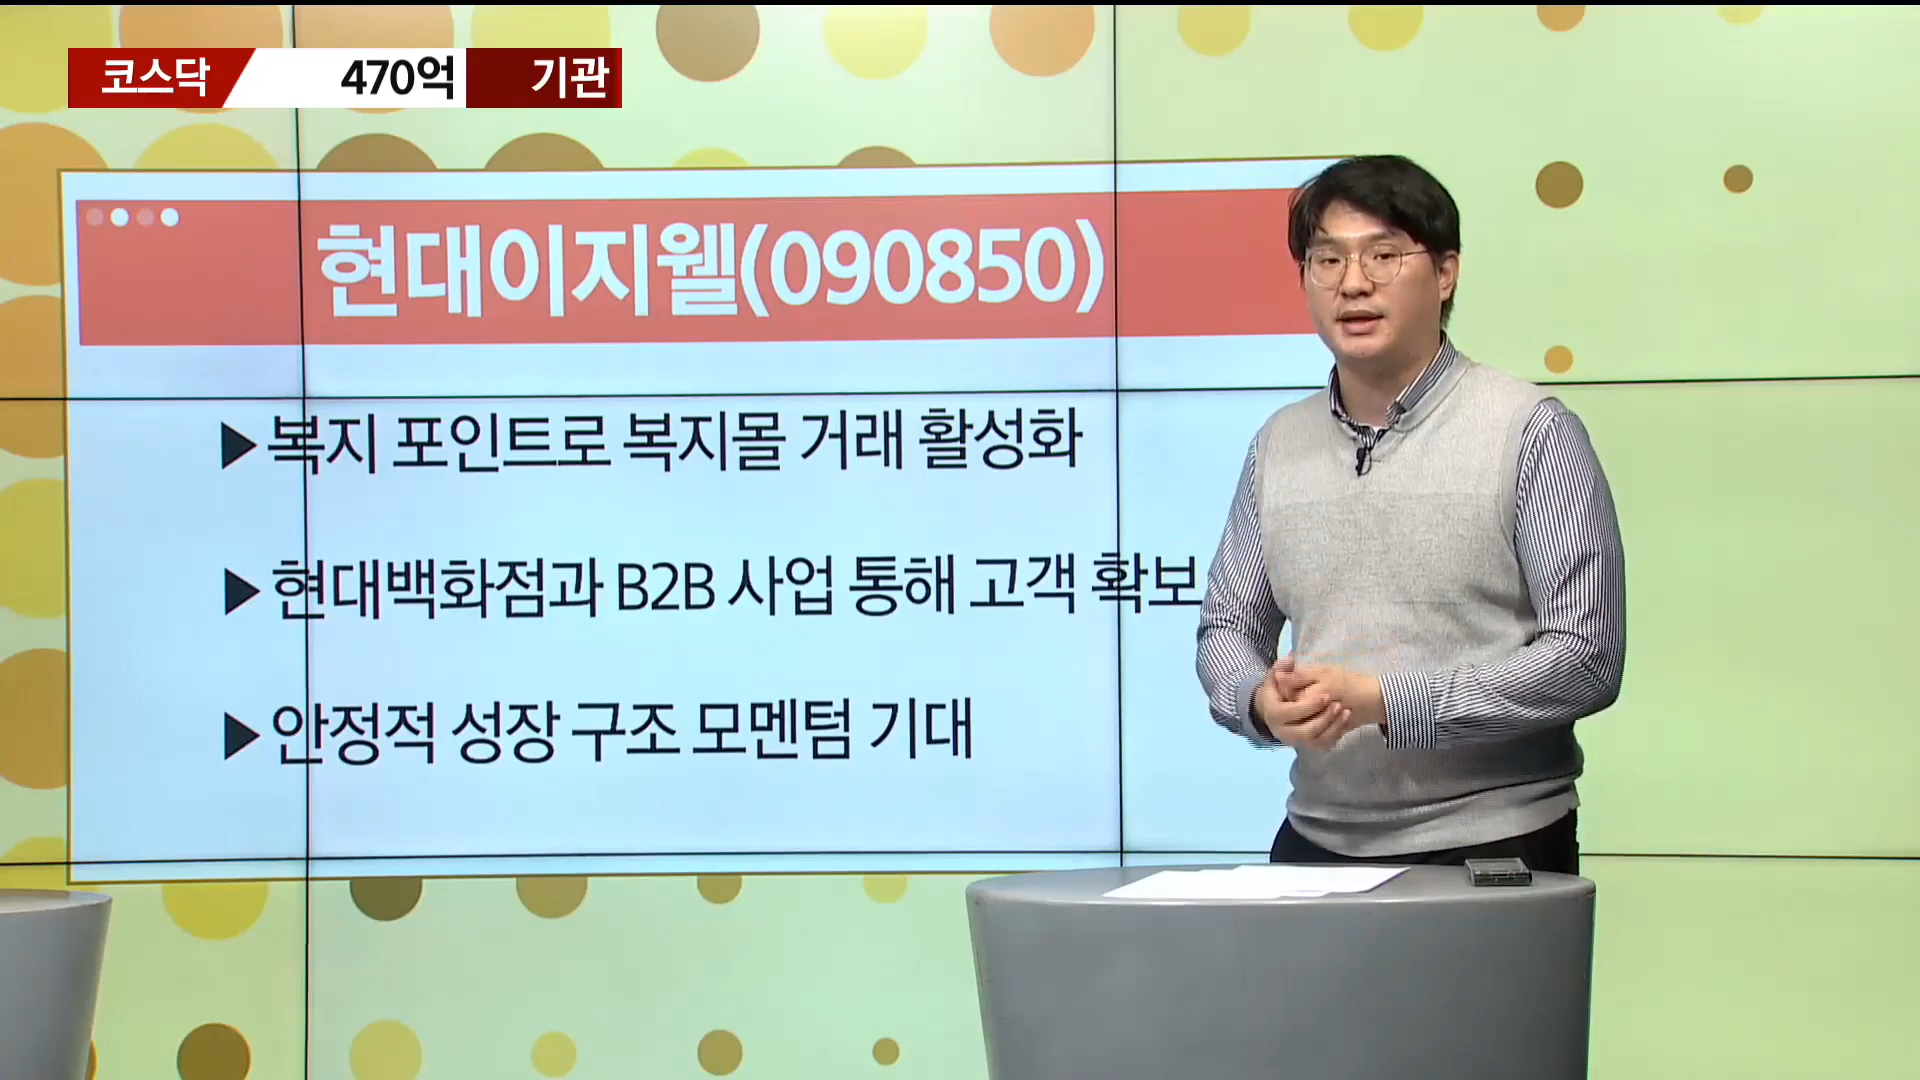 코스닥 470억 기관
현대이지웰(090850)
▶복지 포인트로 복지몰 거래 활성화
▶현대백화점과 B2B 사업 통해 고객 확보
▶안정적 성장 구조 모멘텀 기대